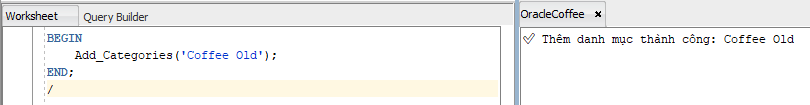 Worksheet Query Builder
BEGIN
Add_Categories('Coffee Old');
END;
/
OracleCoffee ×
Thêm danh mục thành công: Coffee Old